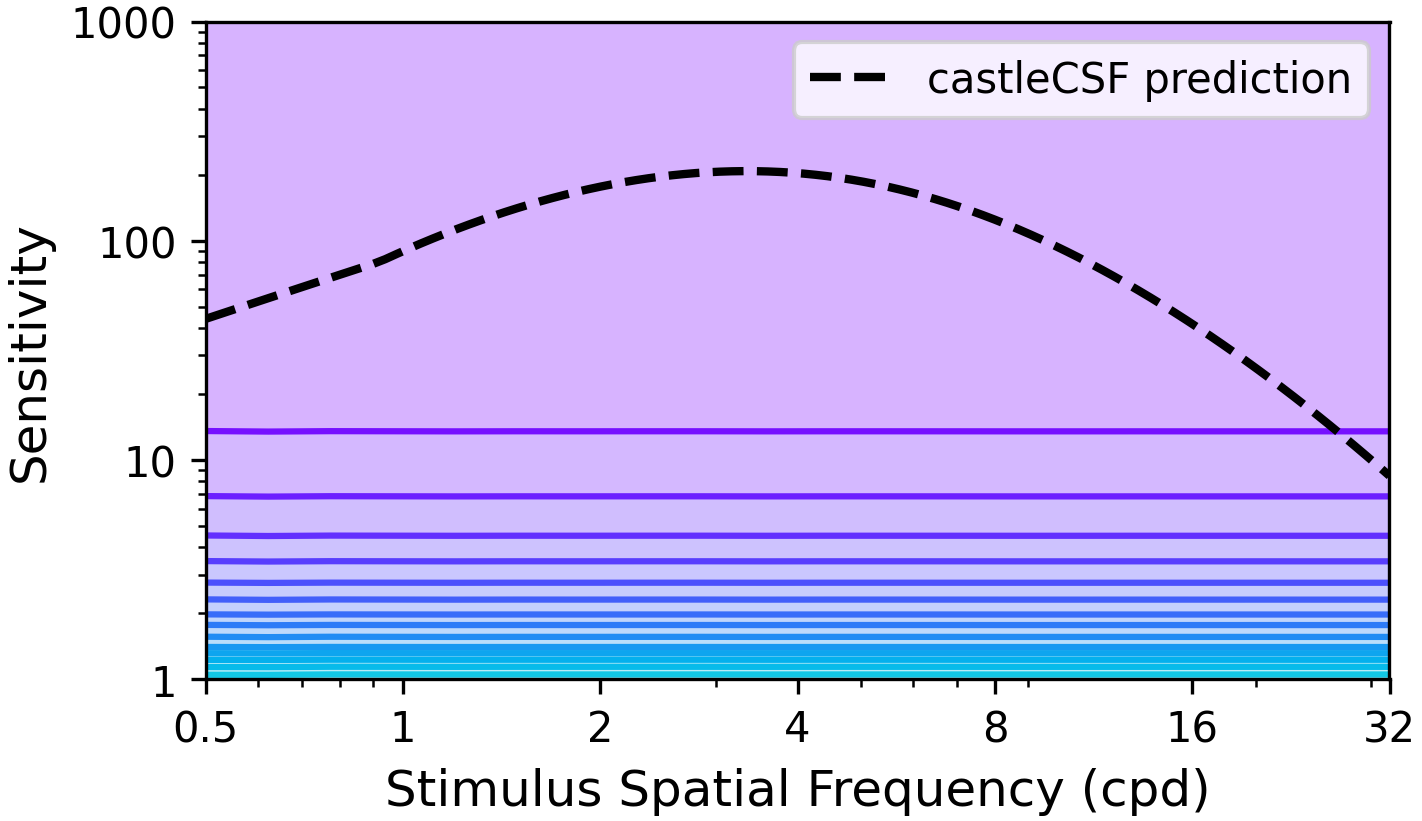 1000
castleCSF prediction
100
10
1
Sensitivity
0.5 1 2 4 8 16 32
Stimulus Spatial Frequency (cpd)